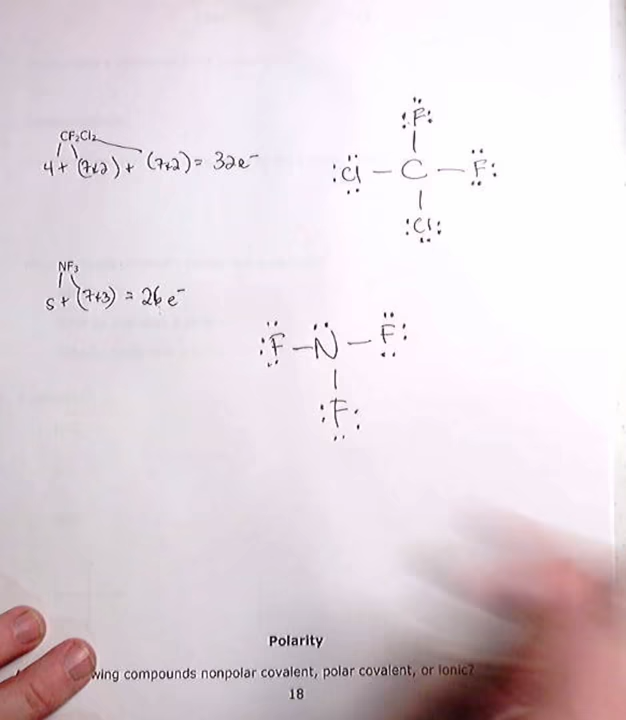 CF2Cl2
4 + (7x2) + (7x2) = 32e-
F
Cl - C - F
Cl
NF3
5 + (7x3) = 26 e-
F - N - F
F
Polarity
wing compounds nonpolar covalent, polar covalent, or ionic?
18